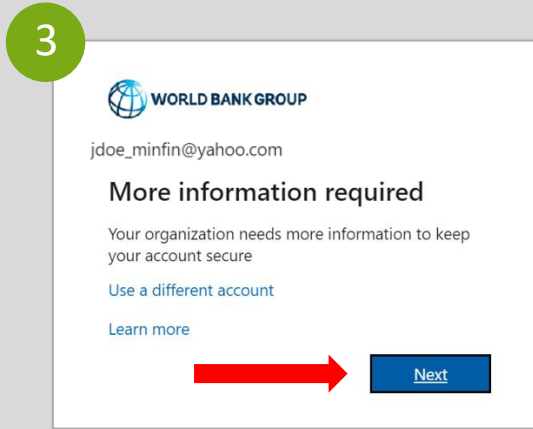 3
WORLD BANK GROUP
jdoe_minfin@yahoo.com
More information required
Your organization needs more information to keep
your account secure
Use a different account
Learn more
Next